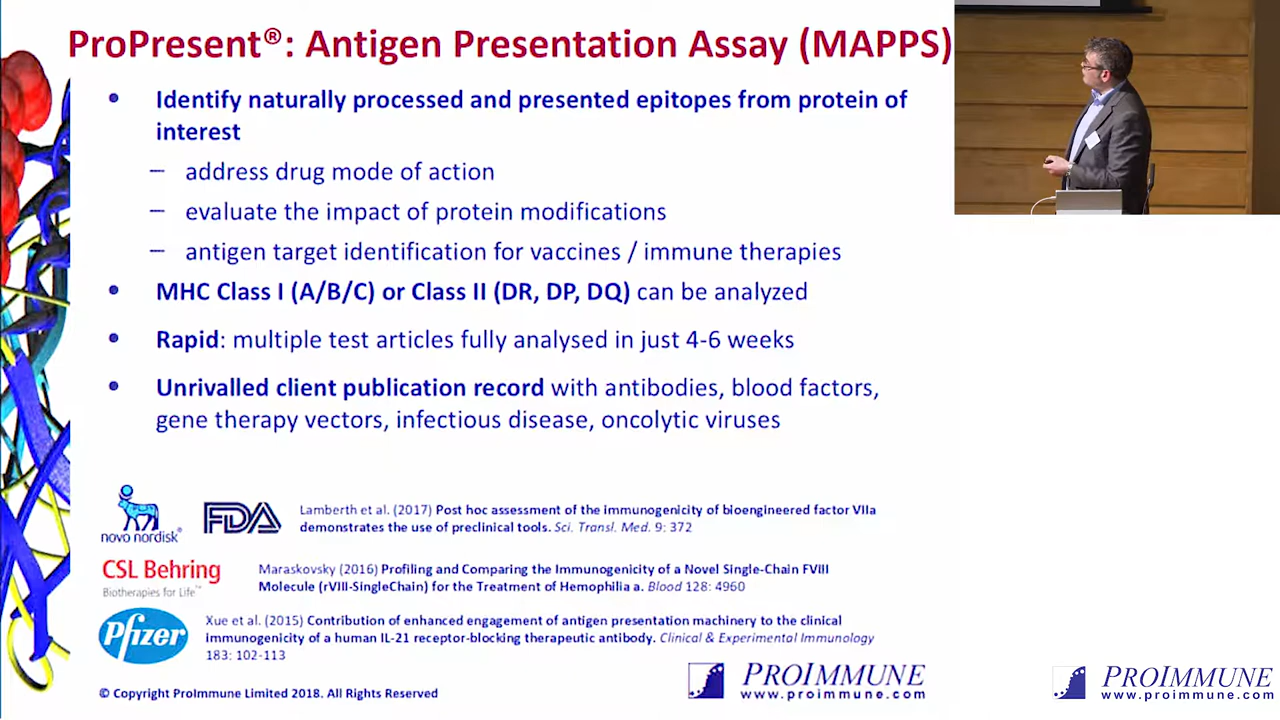 ProPresent®: Antigen Presentation Assay (MAPPS)
• Identify naturally processed and presented epitopes from protein of
interest
– address drug mode of action
– evaluate the impact of protein modifications
– antigen target identification for vaccines / immune therapies
• MHC Class I (A/B/C) or Class II (DR, DP, DQ) can be analyzed
• Rapid: multiple test articles fully analysed in just 4-6 weeks
• Unrivalled client publication record with antibodies, blood factors,
gene therapy vectors, infectious disease, oncolytic viruses
novo nordisk®
FDA
Lamberth et al. (2017) Post hoc assessment of the immunogenicity of bioengineered factor VIIa
demonstrates the use of preclinical tools. Sci. Transl. Med. 9: 372
CSL Behring
Biotherapies for Life™
Maraskovsky (2016) Profiling and Comparing the Immunogenicity of a Novel Single-Chain FVIII
Molecule (rVIII-SingleChain) for the Treatment of Hemophilia a. Blood 128: 4960
Pfizer
Xue et al. (2015) Contribution of enhanced engagement of antigen presentation machinery to the clinical
immunogenicity of a human IL-21 receptor-blocking therapeutic antibody. Clinical & Experimental Immunology
183: 102-113
© Copyright ProImmune Limited 2018. All Rights Reserved
PROIMMUNE
www.proimmune.com
PROIMMUNE
www.proimmune.com